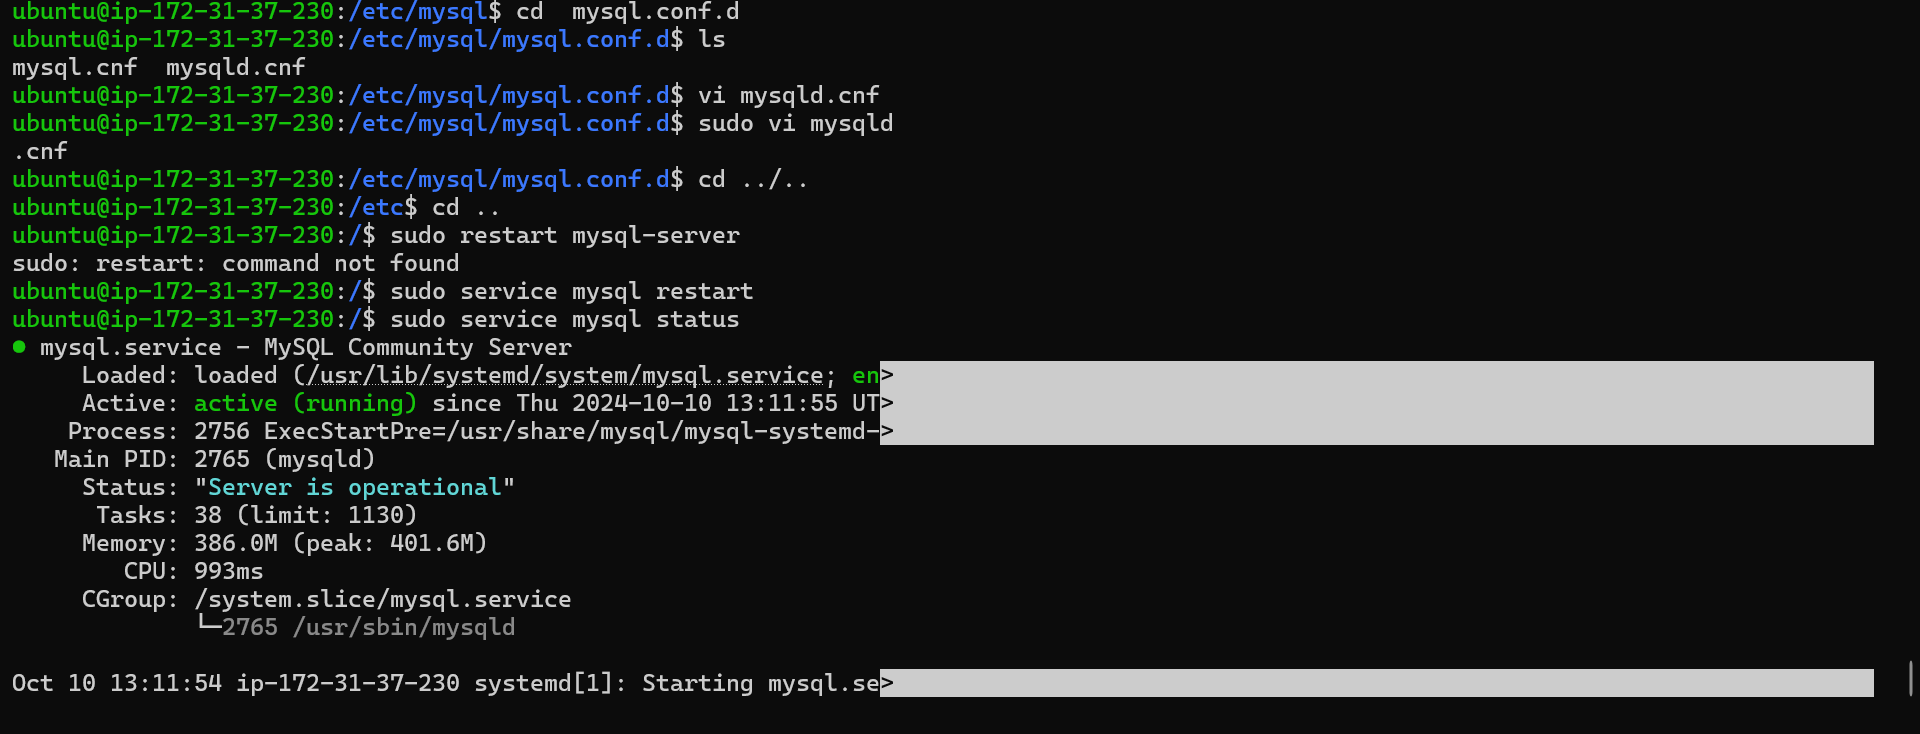 ubuntu@ip-172-31-37-230:/etc/mysql$ cd  mysql.conf.d
ubuntu@ip-172-31-37-230:/etc/mysql/mysql.conf.d$ ls
mysql.cnf  mysqld.cnf
ubuntu@ip-172-31-37-230:/etc/mysql/mysql.conf.d$ vi mysqld.cnf
ubuntu@ip-172-31-37-230:/etc/mysql/mysql.conf.d$ sudo vi mysqld
.cnf
ubuntu@ip-172-31-37-230:/etc/mysql/mysql.conf.d$ cd ../..
ubuntu@ip-172-31-37-230:/etc$ cd ..
ubuntu@ip-172-31-37-230:/$ sudo restart mysql-server
sudo: restart: command not found
ubuntu@ip-172-31-37-230:/$ sudo service mysql restart
ubuntu@ip-172-31-37-230:/$ sudo service mysql status
● mysql.service - MySQL Community Server
     Loaded: loaded (/usr/lib/systemd/system/mysql.service; en>
     Active: active (running) since Thu 2024-10-10 13:11:55 UT>
    Process: 2756 ExecStartPre=/usr/share/mysql/mysql-systemd->
   Main PID: 2765 (mysqld)
     Status: "Server is operational"
      Tasks: 38 (limit: 1130)
     Memory: 386.0M (peak: 401.6M)
        CPU: 993ms
     CGroup: /system.slice/mysql.service
             └─2765 /usr/sbin/mysqld
Oct 10 13:11:54 ip-172-31-37-230 systemd[1]: Starting mysql.se>